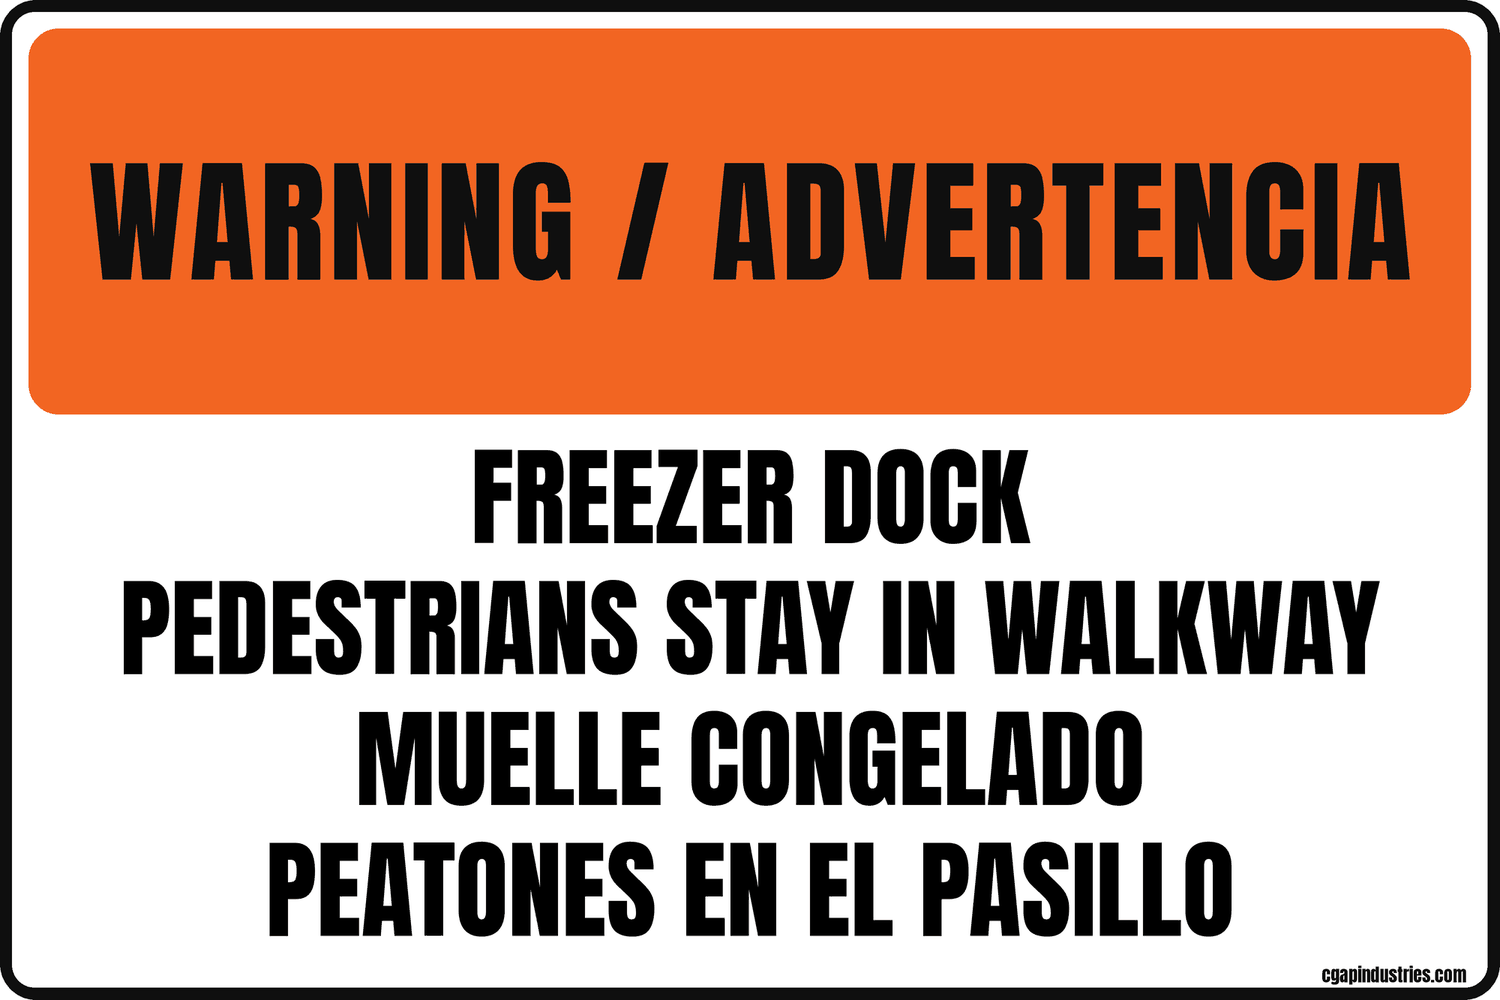 WARNING / ADVERTENCIA
FREEZER DOCK
PEDESTRIANS STAY IN WALKWAY
MUELLE CONGELADO
PEATONES EN EL PASILLO
cgapindustries.com